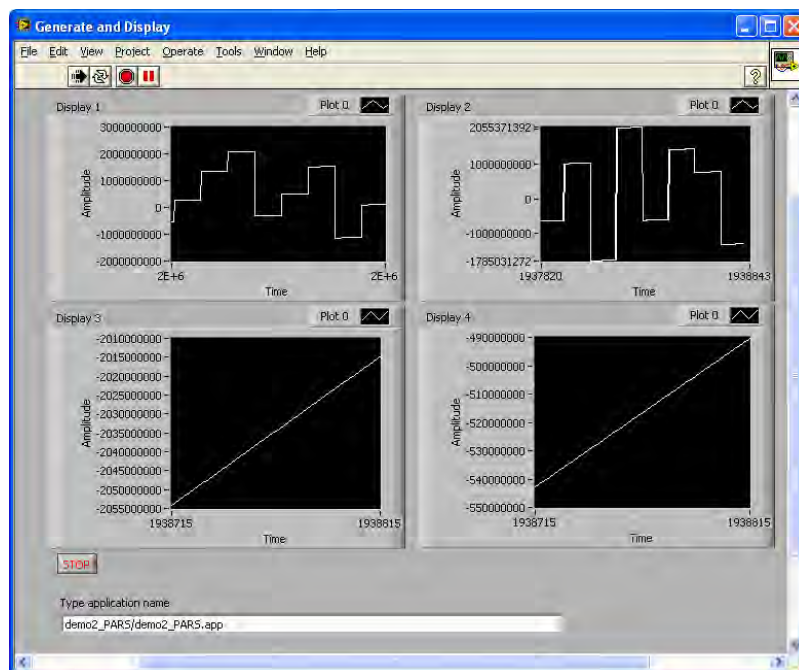 Generate and Display
File Edit View Project Operate Tools Window Help
Display 1
Plot 0
3000000000
2000000000
1000000000
0
-1000000000
-2000000000
Amplitude
2E+6
2E+6
Time
Display 2
Plot 0
2055371392
1000000000
0
-1000000000
-1785031272
Amplitude
1937820
1938843
Time
Display 3
Plot 0
-2010000000
-2015000000
-2020000000
-2025000000
-2030000000
-2035000000
-2040000000
-2045000000
-2050000000
-2055000000
Amplitude
1938715
1938815
Time
Display 4
Plot 0
-490000000
-500000000
-510000000
-520000000
-530000000
-540000000
-550000000
Amplitude
1938715
1938815
Time
STOP
Type application name
demo2_PARS/demo2_PARS.app